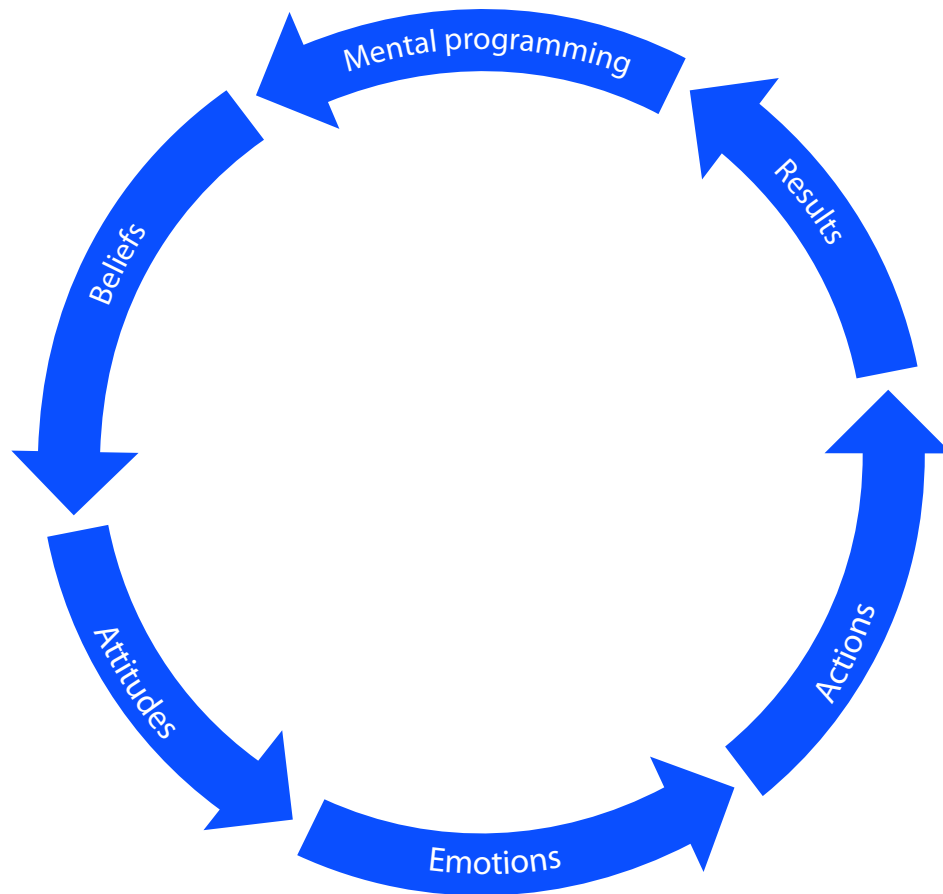 Mental programming
Beliefs
Attitudes
Emotions
Actions
Results